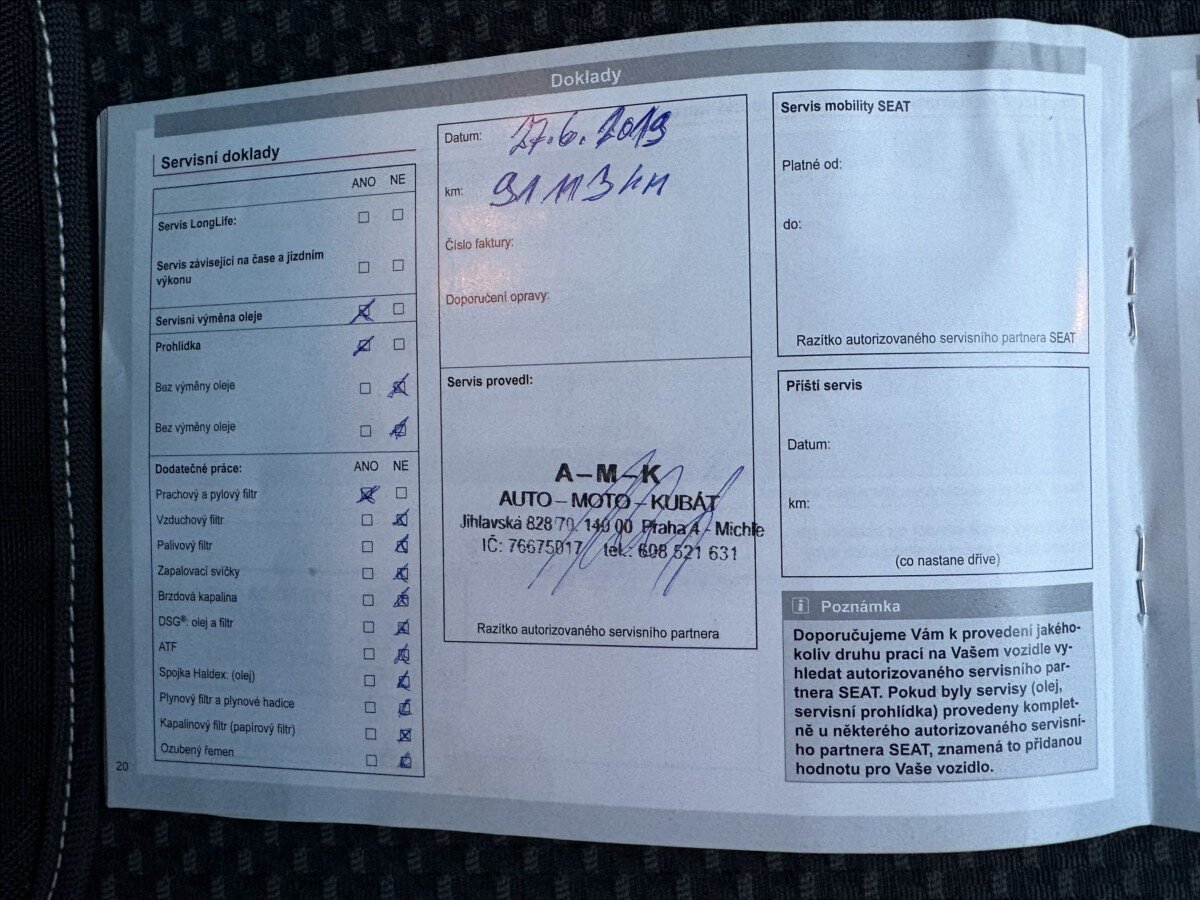 Doklady
Servisní doklady
ANO NE
Servis LongLife:
Servis závisející na čase a jízdním
výkonu
Servisní výměna oleje
Prohlídka
Bez výměny oleje
Bez výměny oleje
Dodatečné práce: ANO NE
Prachový a pylový filtr
Vzduchový filtr
Palivový filtr
Zapalovací svíčky
Brzdová kapalina
DSG®: olej a filtr
ATF
Spojka Haldex: (olej)
Plynový filtr a plynové hadice
Kapalinový filtr (papírový filtr)
Ozubený řemen
20
Datum: 27.6.2019
km: 91113 km
Číslo faktury:
Doporučení opravy:
Servis provedl:
A–M–K
AUTO – MOTO – KUBÁT
Jihlavská 828/70. 140 00 Praha 4 - Michle
IČ: 76675017 tel.: 608 521 631
Razítko autorizovaného servisního partnera
Servis mobility SEAT
Platné od:
do:
Razítko autorizovaného servisního partnera SEAT
Příští servis
Datum:
km:
(co nastane dříve)
i Poznámka
Doporučujeme Vám k provedení jakého-
koliv druhu prací na Vašem vozidle vy-
hledat autorizovaného servisního par-
tnera SEAT. Pokud byly servisy (olej,
servisní prohlídka) provedeny komplet-
ně u některého autorizovaného servisní-
ho partnera SEAT, znamená to přidanou
hodnotu pro Vaše vozidlo.